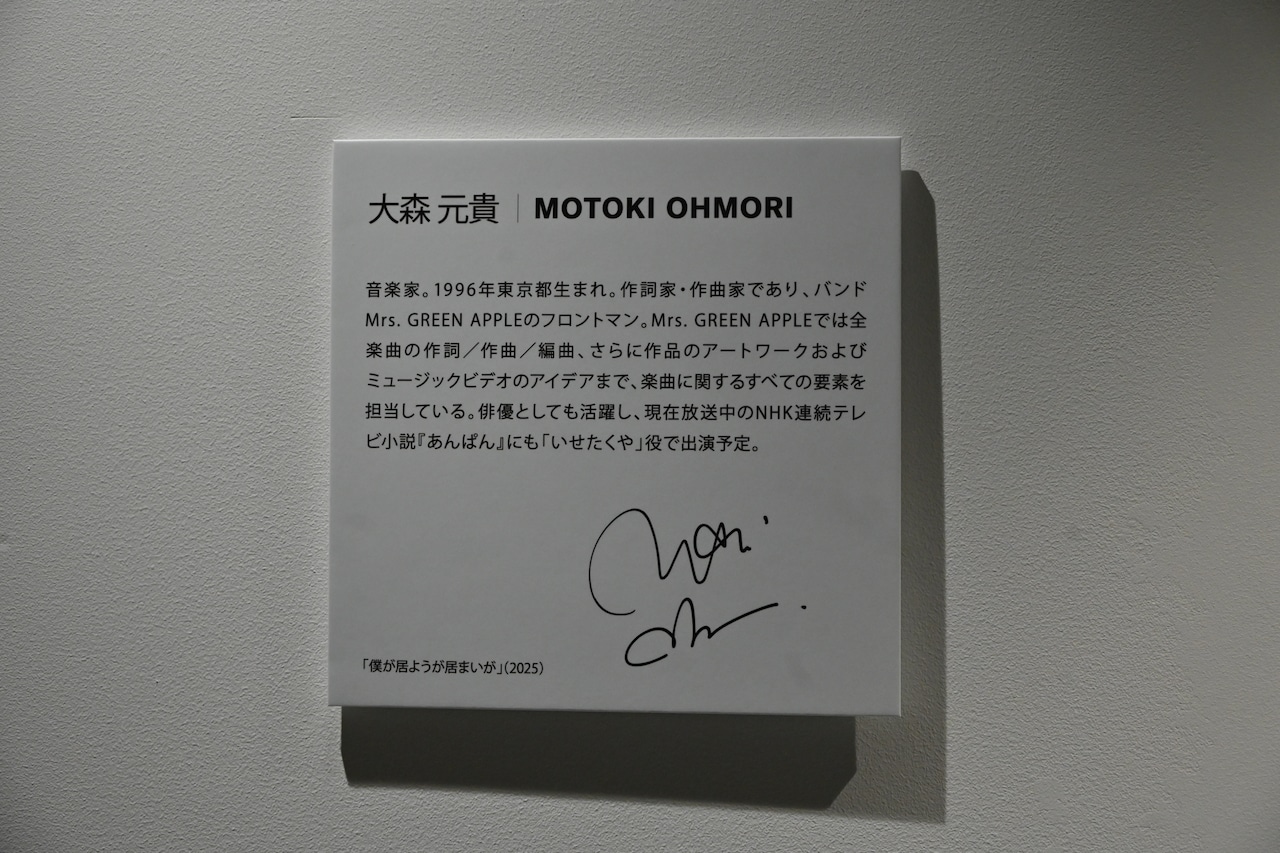 大森 元貴 | MOTOKI OHMORI
音楽家。1996年東京都生まれ。作詞家・作曲家であり、バンド
Mrs. GREEN APPLEのフロントマン。Mrs. GREEN APPLEでは全
楽曲の作詞／作曲／編曲、さらに作品のアートワークおよび
ミュージックビデオのアイデアまで、楽曲に関するすべての要素を
担当している。俳優としても活躍し、現在放送中のNHK連続テレ
ビ小説『あんぱん』にも「いせたくや」役で出演予定。
「僕が居ようが居まいが」(2025)